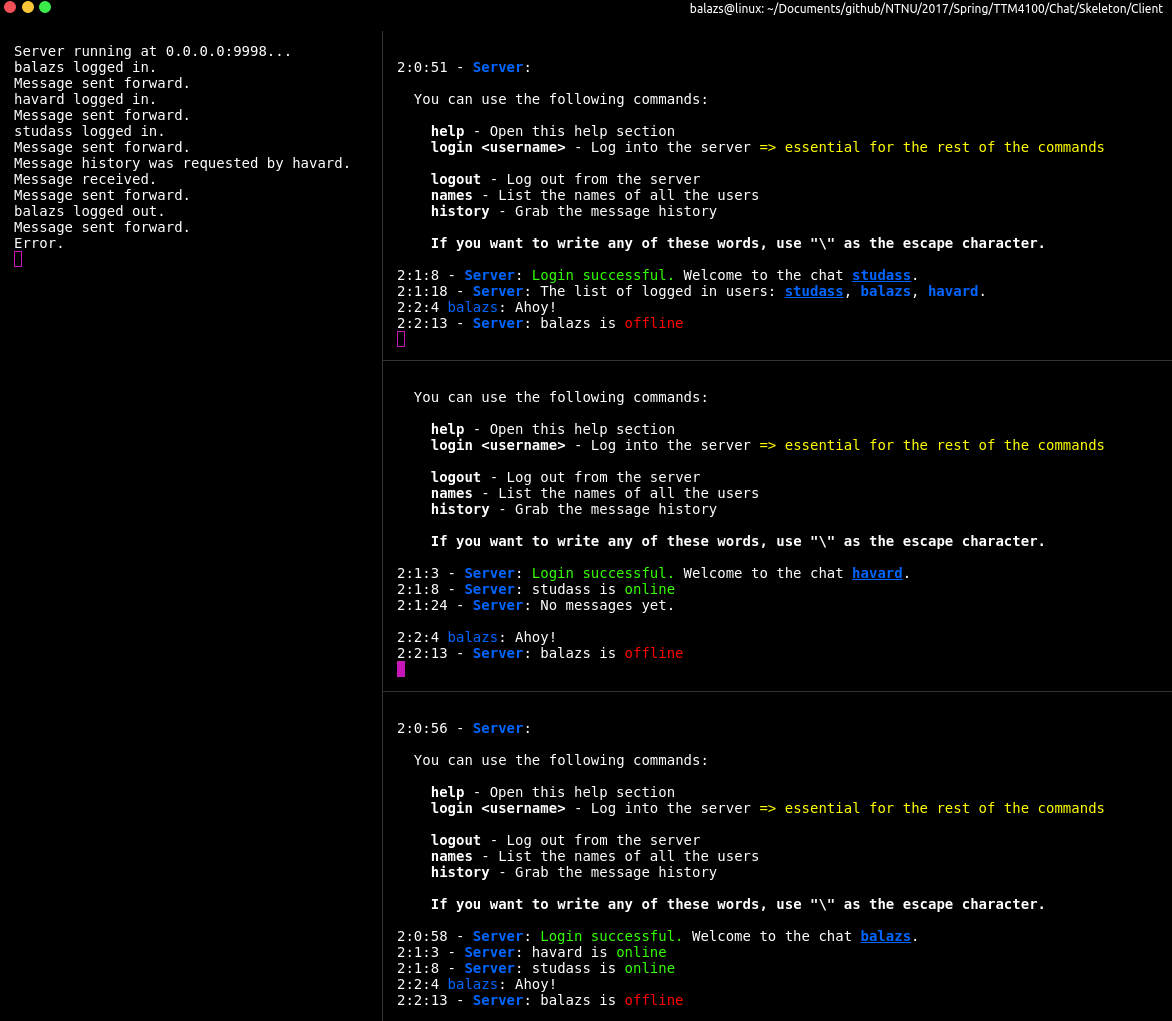 balazs@linux: ~/Documents/github/NTNU/2017/Spring/TTM4100/Chat/Skeleton/Client
Server running at 0.0.0.0:9998...
balazs logged in.
Message sent forward.
havard logged in.
Message sent forward.
studass logged in.
Message sent forward.
Message history was requested by havard.
Message received.
Message sent forward.
balazs logged out.
Message sent forward.
Error.
2:0:51 - Server:
You can use the following commands:
help - Open this help section
login <username> - Log into the server => essential for the rest of the commands
logout - Log out from the server
names - List the names of all the users
history - Grab the message history
If you want to write any of these words, use "\" as the escape character.
2:1:8 - Server: Login successful. Welcome to the chat studass.
2:1:18 - Server: The list of logged in users: studass, balazs, havard.
2:2:4 balazs: Ahoy!
2:2:13 - Server: balazs is offline
You can use the following commands:
help - Open this help section
login <username> - Log into the server => essential for the rest of the commands
logout - Log out from the server
names - List the names of all the users
history - Grab the message history
If you want to write any of these words, use "\" as the escape character.
2:1:3 - Server: Login successful. Welcome to the chat havard.
2:1:8 - Server: studass is online
2:1:24 - Server: No messages yet.
2:2:4 balazs: Ahoy!
2:2:13 - Server: balazs is offline
2:0:56 - Server:
You can use the following commands:
help - Open this help section
login <username> - Log into the server => essential for the rest of the commands
logout - Log out from the server
names - List the names of all the users
history - Grab the message history
If you want to write any of these words, use "\" as the escape character.
2:0:58 - Server: Login successful. Welcome to the chat balazs.
2:1:3 - Server: havard is online
2:1:8 - Server: studass is online
2:2:4 balazs: Ahoy!
2:2:13 - Server: balazs is offline